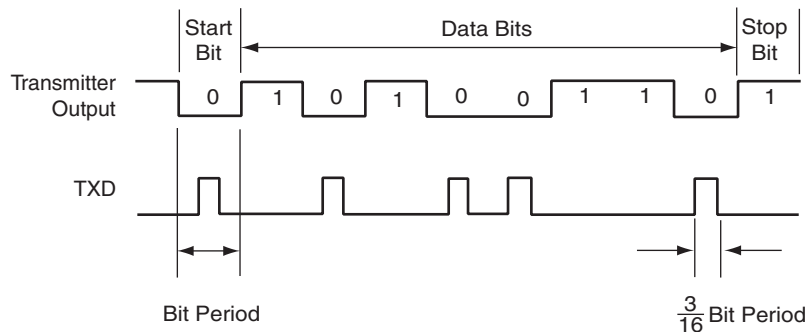 Start Bit
Data Bits
Stop Bit
Transmitter Output
0 1 0 1 0 0 1 1 0 1
TXD
Bit Period
3/16 Bit Period